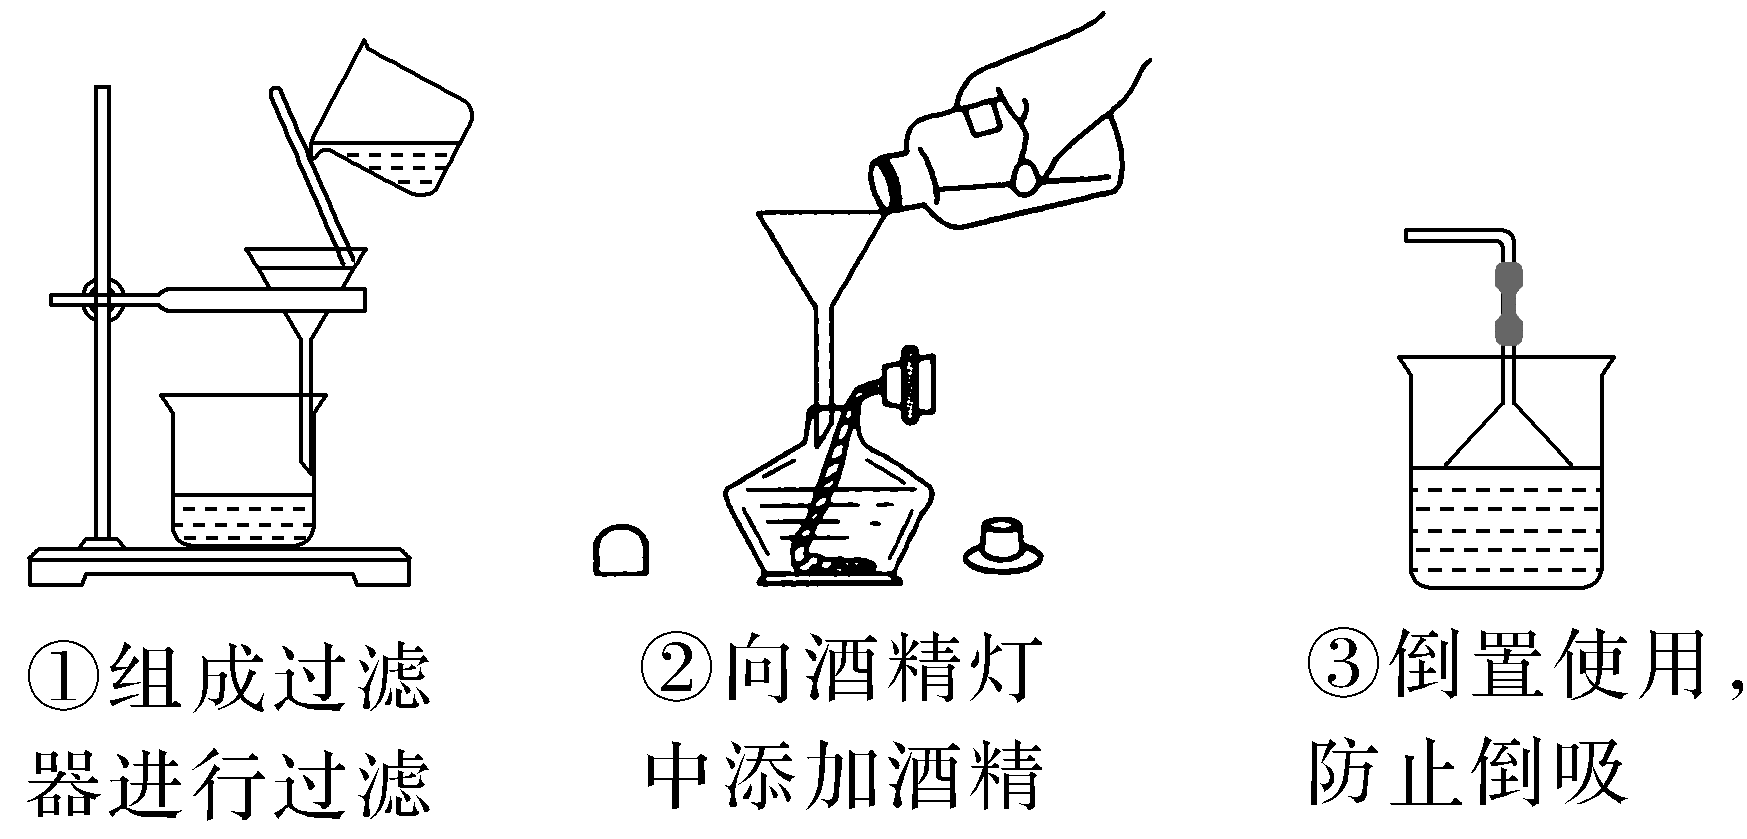 ①组成过滤
器进行过滤
②向酒精灯
中添加酒精
③倒置使用，
防止倒吸